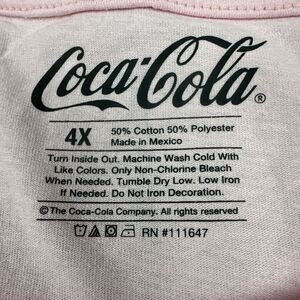 Coca-Cola®
4X
50% Cotton 50% Polyester
Made in Mexico
Turn Inside Out. Machine Wash Cold With
Like Colors. Only Non-Chlorine Bleach
When Needed. Tumble Dry Low. Low Iron
If Needed. Do Not Iron Decoration.
©The Coca-Cola Company. All rights reserved
RN #111647